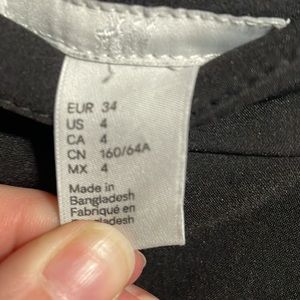 EUR 34
US 4
CA 4
CN 160/64A
MX 4
Made in
Bangladesh
Fabriqué en
Bangladesh